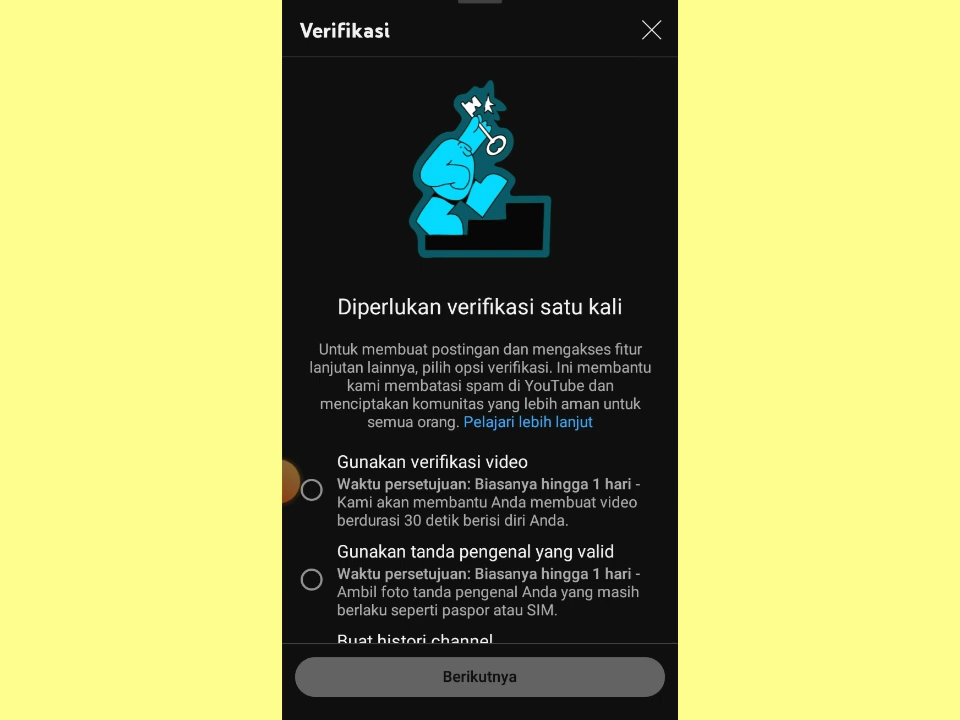 Verifikasi
Diperlukan verifikasi satu kali
Untuk membuat postingan dan mengakses fitur
lanjutan lainnya, pilih opsi verifikasi. Ini membantu
kami membatasi spam di YouTube dan
menciptakan komunitas yang lebih aman untuk
semua orang. Pelajari lebih lanjut
Gunakan verifikasi video
Waktu persetujuan: Biasanya hingga 1 hari -
Kami akan membantu Anda membuat video
berdurasi 30 detik berisi diri Anda.
Gunakan tanda pengenal yang valid
Waktu persetujuan: Biasanya hingga 1 hari -
Ambil foto tanda pengenal Anda yang masih
berlaku seperti paspor atau SIM.
Buat histori channel
Berikutnya